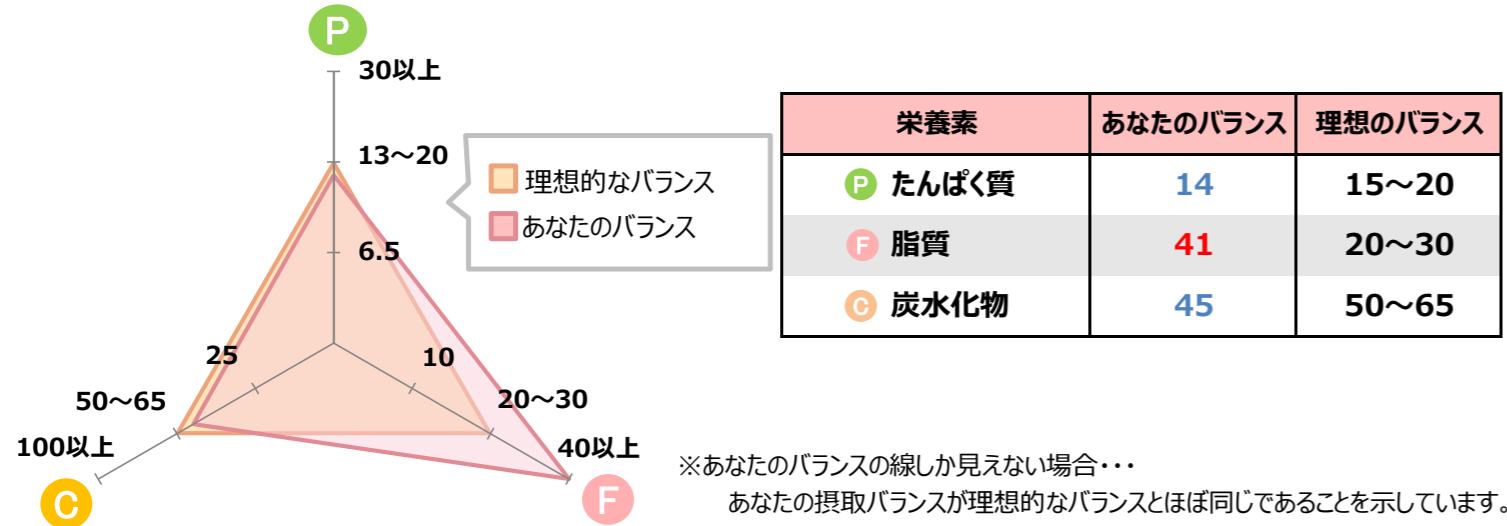 P
30以上
13～20
6.5
理想的なバランス
あなたのバランス
25
10
50～65
20～30
100以上
40以上
C
F
栄養素 あなたのバランス 理想のバランス
P たんぱく質 14 15～20
F 脂質 41 20～30
C 炭水化物 45 50～65
※あなたのバランスの線しか見えない場合・・・
あなたの摂取バランスが理想的なバランスとほぼ同じであることを示しています。